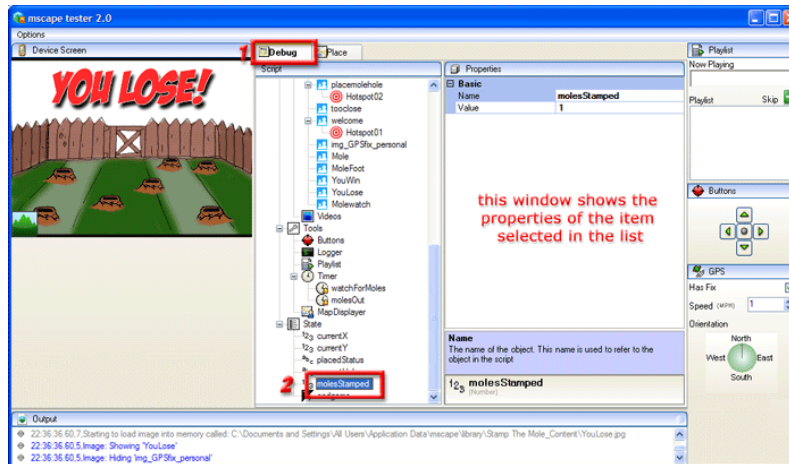 mscape tester 2.0
Options
Device Screen
1
Debug
Place
Playlist
Script
Properties
Now Playing
YOU LOSE!
placemolehole
Hotspot02
tooclose
welcome
Hotspot01
img_GPSfix_personal
Mole
MoleFoot
YouWin
YouLose
Molewatch
Videos
Tools
Buttons
Logger
Playlist
Timer
watchForMoles
molesOut
MapDisplayer
State
currentX
currentY
placedStatus
2
molesStamped
Basic
Name molesStamped
Value 1
this window shows the
properties of the item
selected in the list
Name
The name of the object. This name is used to refer to the
object in the script
123 molesStamped
(Number)
Playlist Skip
Buttons
GPS
Has Fix
Speed (MPH) 1
Orientation
North
West East
South
Output
22:36:36.60,7,Starting to load image into memory called: C:\Documents and Settings\All Users\Application Data\mscape\library\Stamp The Mole_Content\YouLose.jpg
22:36:36.60,5,Image: Showing "YouLose"
22:36:36.60,5,Image: Hiding 'img_GPSfix_personal'